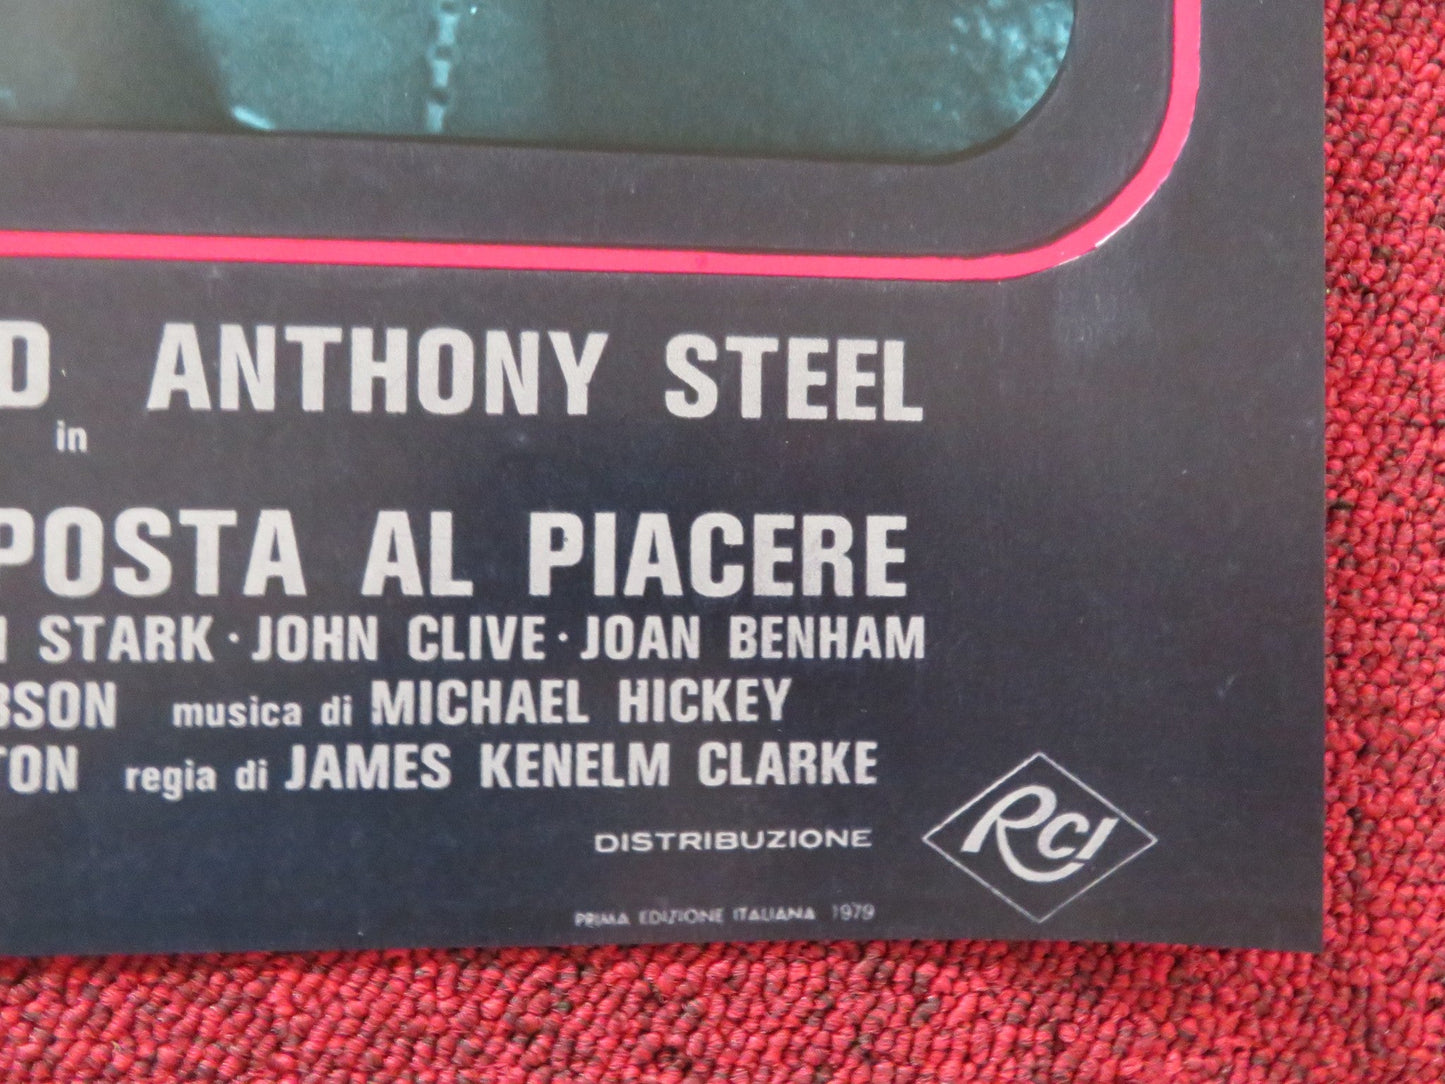 D ANTHONY STEEL
in
POSTA AL PIACERE
STARK · JOHN CLIVE · JOAN BENHAM
BSON musica di MICHAEL HICKEY
TON regia di JAMES KENELM CLARKE
DISTRIBUZIONE RCI
PRIMA EDIZIONE ITALIANA 1979